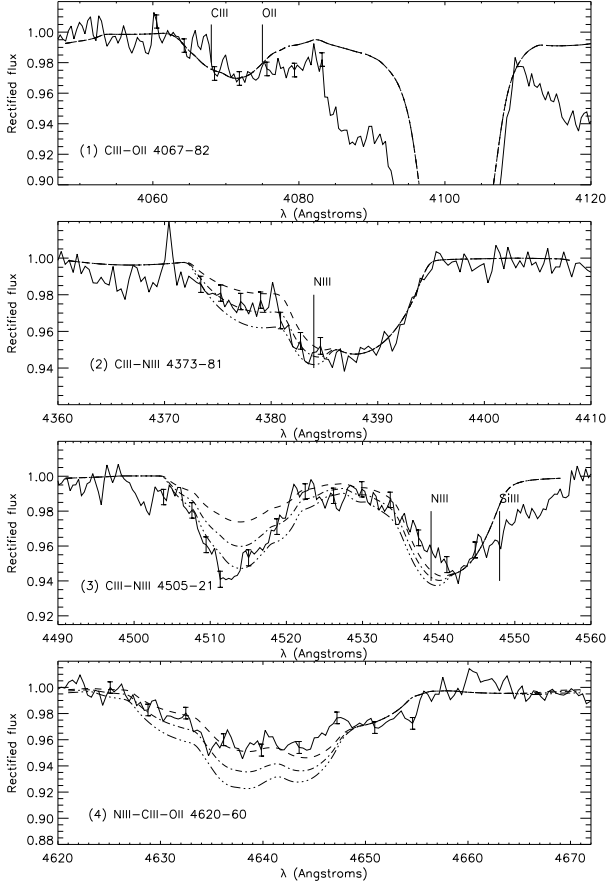 CIII OII
1.00
0.98
0.96
0.94
0.92
0.90
Rectified flux
(1) CIII−OII 4067−82
4060 4080 4100 4120
λ (Angstroms)
1.00
0.98
0.96
0.94
Rectified flux
NIII
(2) CIII−NIII 4373−81
4360 4370 4380 4390 4400 4410
λ (Angstroms)
1.00
0.98
0.96
0.94
0.92
Rectified flux
NIII SiIII
(3) CIII−NIII 4505−21
4490 4500 4510 4520 4530 4540 4550 4560
λ (Angstroms)
1.00
0.98
0.96
0.94
0.92
0.90
0.88
Rectified flux
(4) NIII−CIII−OII 4620−60
4620 4630 4640 4650 4660 4670
λ (Angstroms)